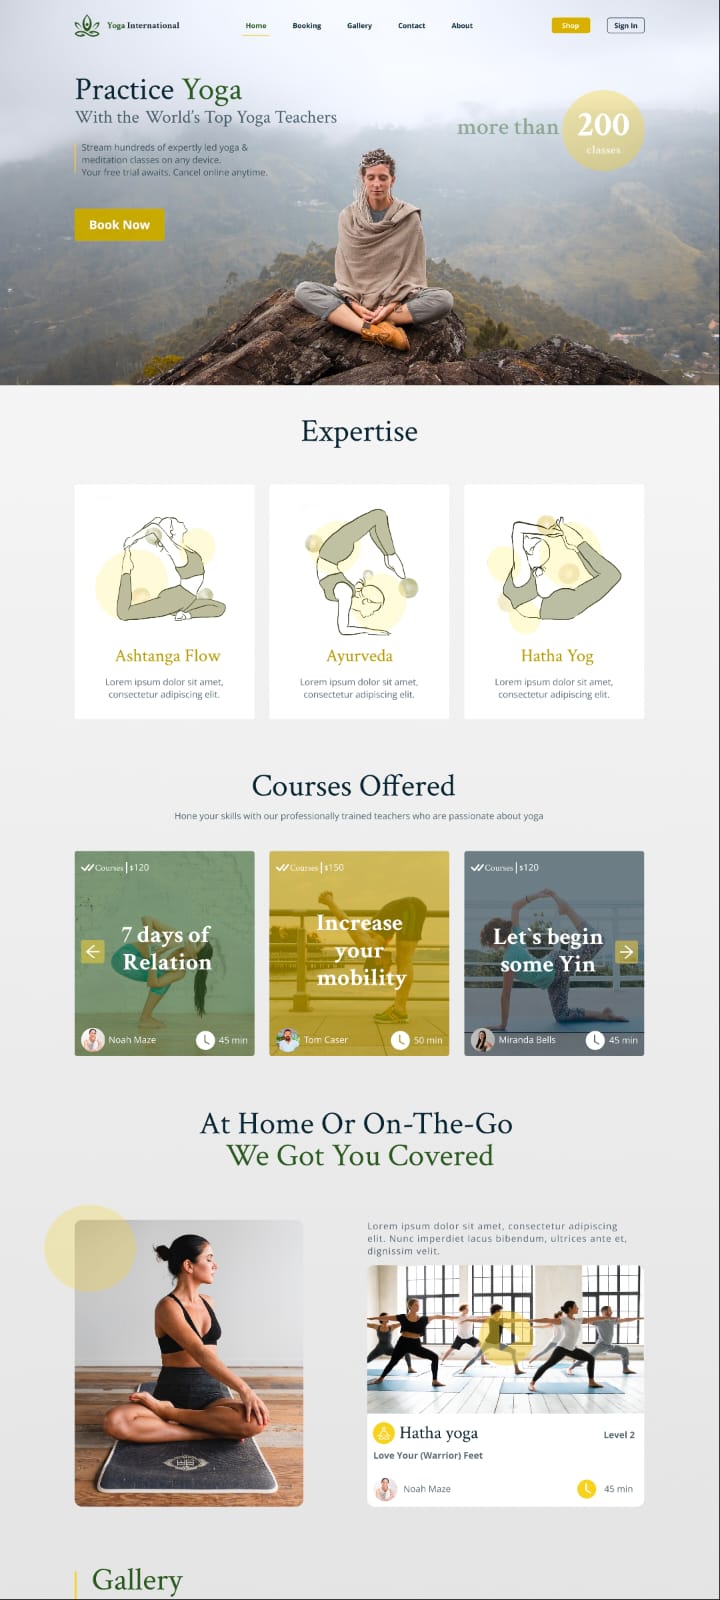 Yoga International
Home
Booking
Gallery
Contact
About
Shop
Sign In
Practice Yoga
With the World's Top Yoga Teachers
more than
200
classes
Stream hundreds of expertly led yoga &
meditation classes on any device.
Your free trial awaits. Cancel online anytime.
Book Now
Expertise
Ashtanga Flow
Lorem ipsum dolor sit amet,
consectetur adipiscing elit.
Ayurveda
Lorem ipsum dolor sit amet,
consectetur adipiscing elit.
Hatha Yog
Lorem ipsum dolor sit amet,
consectetur adipiscing elit.
Courses Offered
Hone your skills with our professionally trained teachers who are passionate about yoga
Courses $120
7 days of
Relation
Noah Maze
45 min
Courses $150
Increase
your
mobility
Tom Caser
50 min
Courses $120
Let`s begin
some Yin
Miranda Bells
45 min
At Home Or On-The-Go
We Got You Covered
Lorem ipsum dolor sit amet, consectetur adipiscing
elit. Nunc imperdiet lacus bibendum, ultrices ante et,
dignissim velit.
Hatha yoga
Level 2
Love Your (Warrior) Feet
Noah Maze
45 min
Gallery